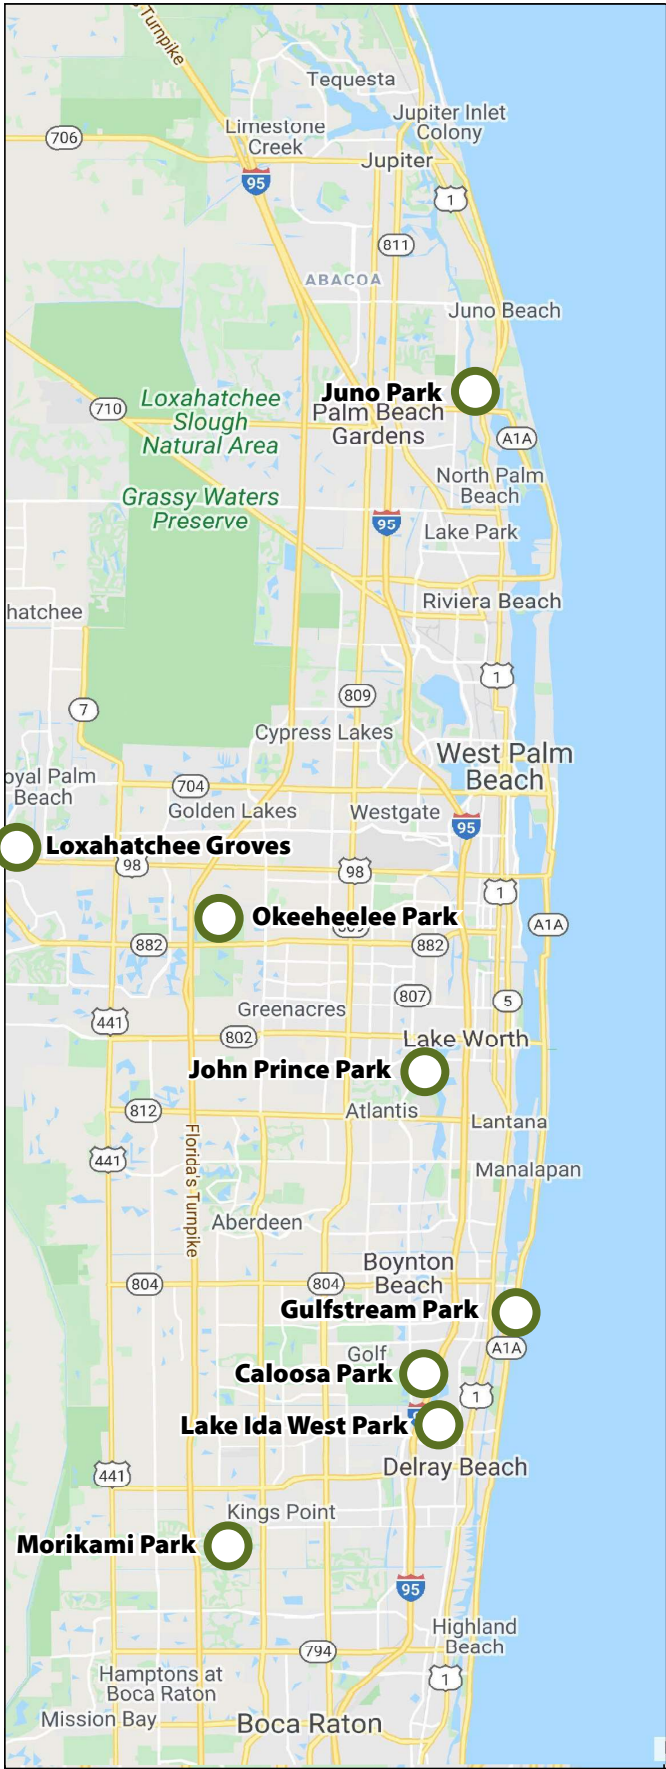 s Turnpike
Tequesta
Jupiter Inlet
Colony
Limestone
Creek
706
Jupiter
95
1
811
ABACOA
Juno Beach
Juno Park
Loxahatchee
Slough
Natural Area
710
Palm Beach
Gardens
A1A
North Palm
Beach
Grassy Waters
Preserve
95
Lake Park
Riviera Beach
hatchee
1
809
7
Cypress Lakes
West Palm
Beach
oyal Palm
Beach
704
Golden Lakes
Westgate
95
Loxahatchee Groves
98
98
1
Okeeheelee Park
809
A1A
882
882
807
5
Greenacres
441
802
Lake Worth
John Prince Park
812
Atlantis
Lantana
441
Florida's Turnpike
Manalapan
Aberdeen
Boynton
Beach
804
804
Gulfstream Park
Golf
A1A
Caloosa Park
1
Lake Ida West Park
441
Delray Beach
Kings Point
Morikami Park
95
Highland
Beach
794
Hamptons at
Boca Raton
1
Mission Bay
Boca Raton